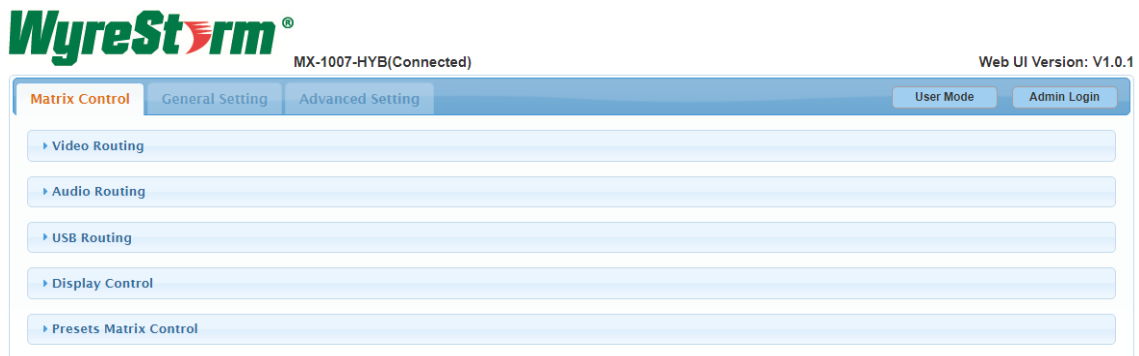 WyreStorm®
MX-1007-HYB(Connected)
Web UI Version: V1.0.1
Matrix Control
General Setting
Advanced Setting
User Mode
Admin Login
Video Routing
Audio Routing
USB Routing
Display Control
Presets Matrix Control